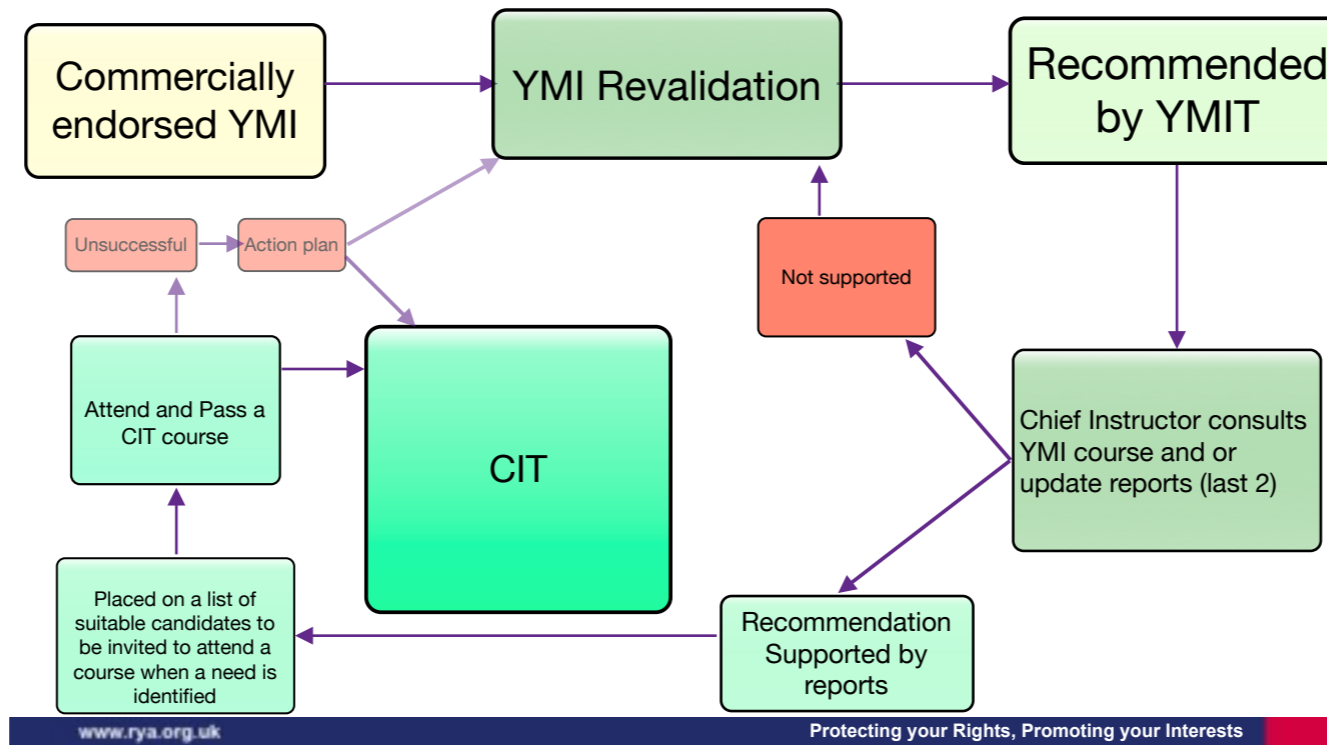 Commercially
endorsed YMI
YMI Revalidation
Recommended
by YMIT
Unsuccessful
Action plan
Not supported
Attend and Pass a
CIT course
CIT
Chief Instructor consults
YMI course and or
update reports (last 2)
Placed on a list of
suitable candidates to
be invited to attend a
course when a need is
identified
Recommendation
Supported by
reports
www.rya.org.uk
Protecting your Rights, Promoting your Interests